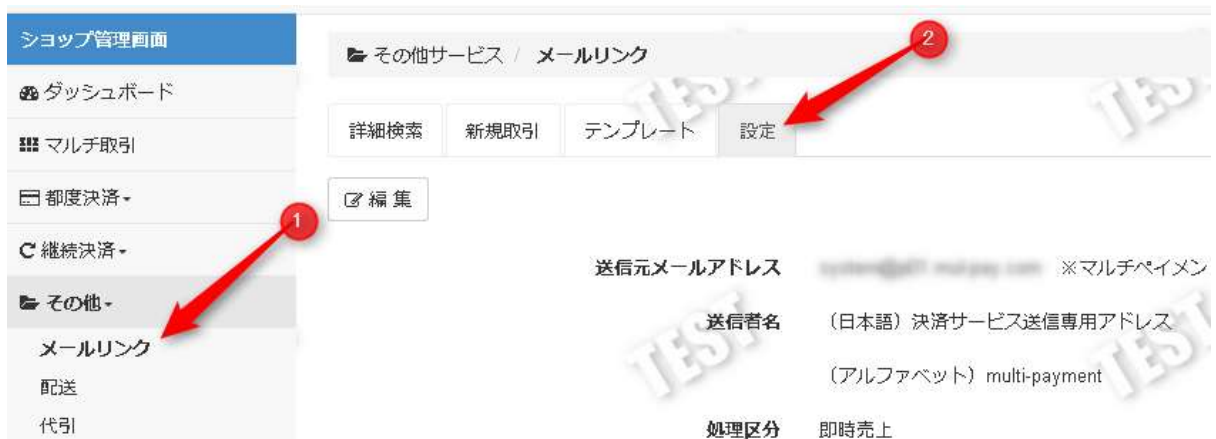 ショップ管理画面
ダッシュボード
マルチ取引
都度決済
継続決済
その他
メールリンク
配送
代引
1
その他サービス / メールリンク
2
詳細検索 新規取引 テンプレート 設定
編集
送信元メールアドレス ※マルチペイメン
送信者名 (日本語)決済サービス送信専用アドレス
(アルファベット)multi-payment
処理区分 即時売上
TEST
TEST
TEST
TEST